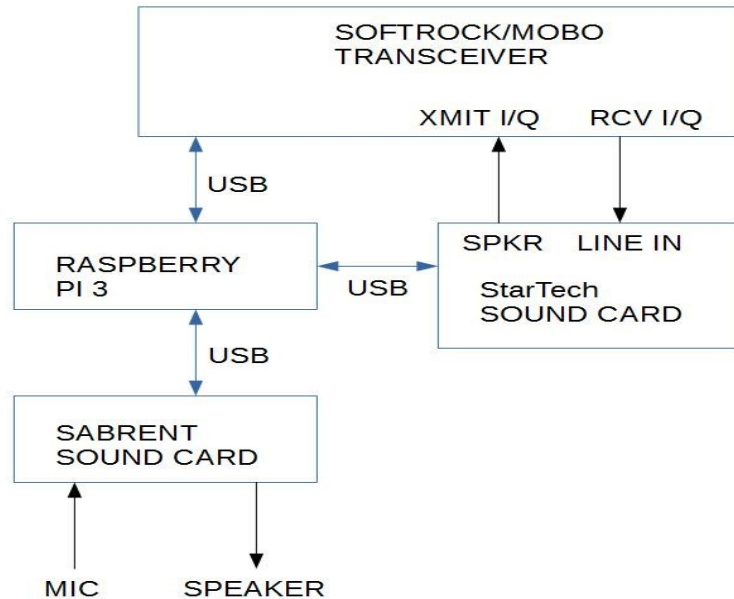 SOFTROCK/MOBO
TRANSCEIVER
XMIT I/Q RCV I/Q
USB
SPKR LINE IN
RASPBERRY
PI 3
USB
StarTech
SOUND CARD
USB
SABRENT
SOUND CARD
MIC SPEAKER